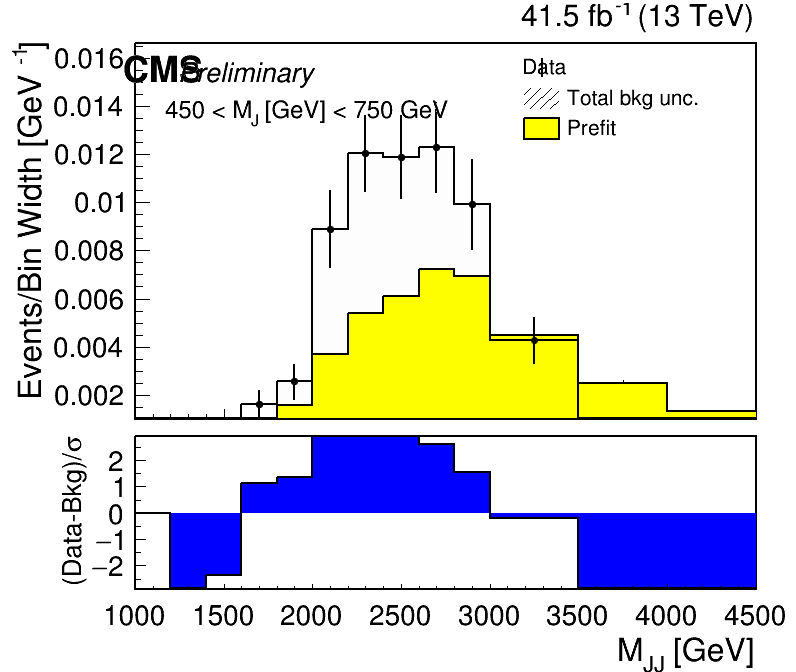 41.5 fb⁻¹ (13 TeV)
CMS Preliminary
450 < M_J [GeV] < 750 GeV
Data
Total bkg unc.
Prefit
Events/Bin Width [GeV⁻¹]
0.016
0.014
0.012
0.01
0.008
0.006
0.004
0.002
(Data-Bkg)/σ
2
1
0
−1
−2
1000 1500 2000 2500 3000 3500 4000 4500
M_JJ [GeV]